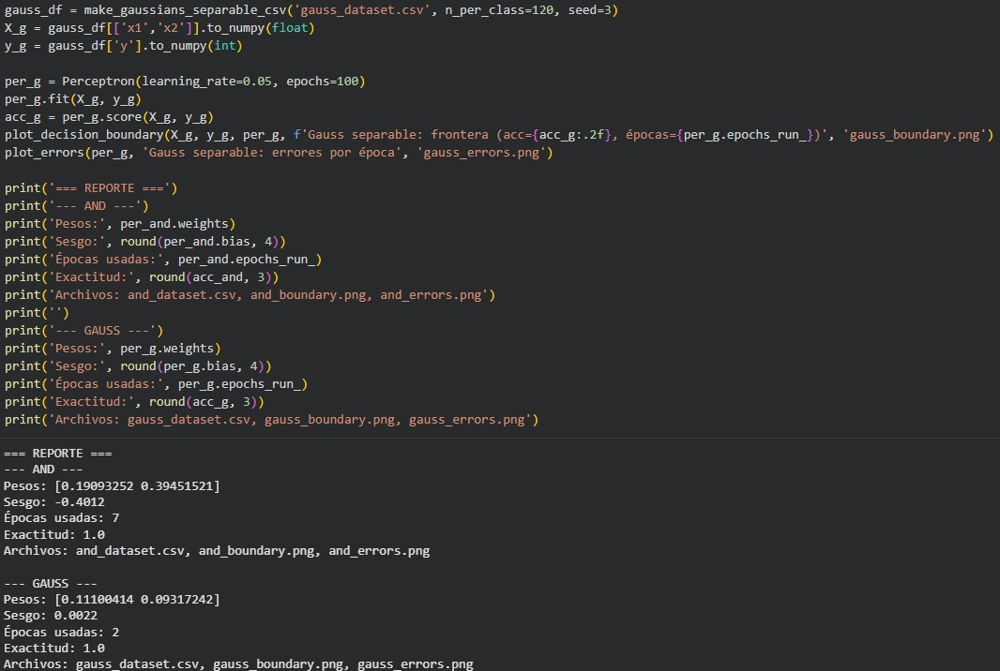 gauss_df = make_gaussians_separable_csv('gauss_dataset.csv', n_per_class=120, seed=3)
X_g = gauss_df[['x1','x2']].to_numpy(float)
y_g = gauss_df['y'].to_numpy(int)

per_g = Perceptron(learning_rate=0.05, epochs=100)
per_g.fit(X_g, y_g)
acc_g = per_g.score(X_g, y_g)
plot_decision_boundary(X_g, y_g, per_g, f'Gauss separable: frontera (acc={acc_g:.2f}, épocas={per_g.epochs_run_})', 'gauss_boundary.png')
plot_errors(per_g, 'Gauss separable: errores por época', 'gauss_errors.png')

print('=== REPORTE ===')
print('--- AND ---')
print('Pesos:', per_and.weights)
print('Sesgo:', round(per_and.bias, 4))
print('Épocas usadas:', per_and.epochs_run_)
print('Exactitud:', round(acc_and, 3))
print('Archivos: and_dataset.csv, and_boundary.png, and_errors.png')
print('')
print('--- GAUSS ---')
print('Pesos:', per_g.weights)
print('Sesgo:', round(per_g.bias, 4))
print('Épocas usadas:', per_g.epochs_run_)
print('Exactitud:', round(acc_g, 3))
print('Archivos: gauss_dataset.csv, gauss_boundary.png, gauss_errors.png')

=== REPORTE ===
--- AND ---
Pesos: [0.19093252 0.39451521]
Sesgo: -0.4012
Épocas usadas: 7
Exactitud: 1.0
Archivos: and_dataset.csv, and_boundary.png, and_errors.png

--- GAUSS ---
Pesos: [0.11100414 0.09317242]
Sesgo: 0.0022
Épocas usadas: 2
Exactitud: 1.0
Archivos: gauss_dataset.csv, gauss_boundary.png, gauss_errors.png